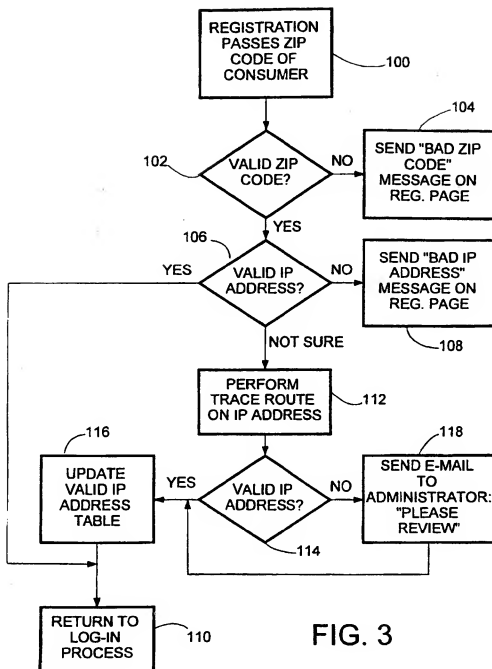 REGISTRATION
PASSES ZIP
CODE OF
CONSUMER
100
102
VALID ZIP
CODE?
NO
104
SEND "BAD ZIP
CODE"
MESSAGE ON
REG. PAGE
YES
106
YES
VALID IP
ADDRESS?
NO
SEND "BAD IP
ADDRESS"
MESSAGE ON
REG. PAGE
108
NOT SURE
PERFORM
TRACE ROUTE
ON IP ADDRESS
112
116
UPDATE
VALID IP
ADDRESS
TABLE
YES
VALID IP
ADDRESS?
114
NO
118
SEND E-MAIL
TO
ADMINISTRATOR:
"PLEASE
REVIEW"
RETURN TO
LOG-IN
PROCESS
110
FIG. 3